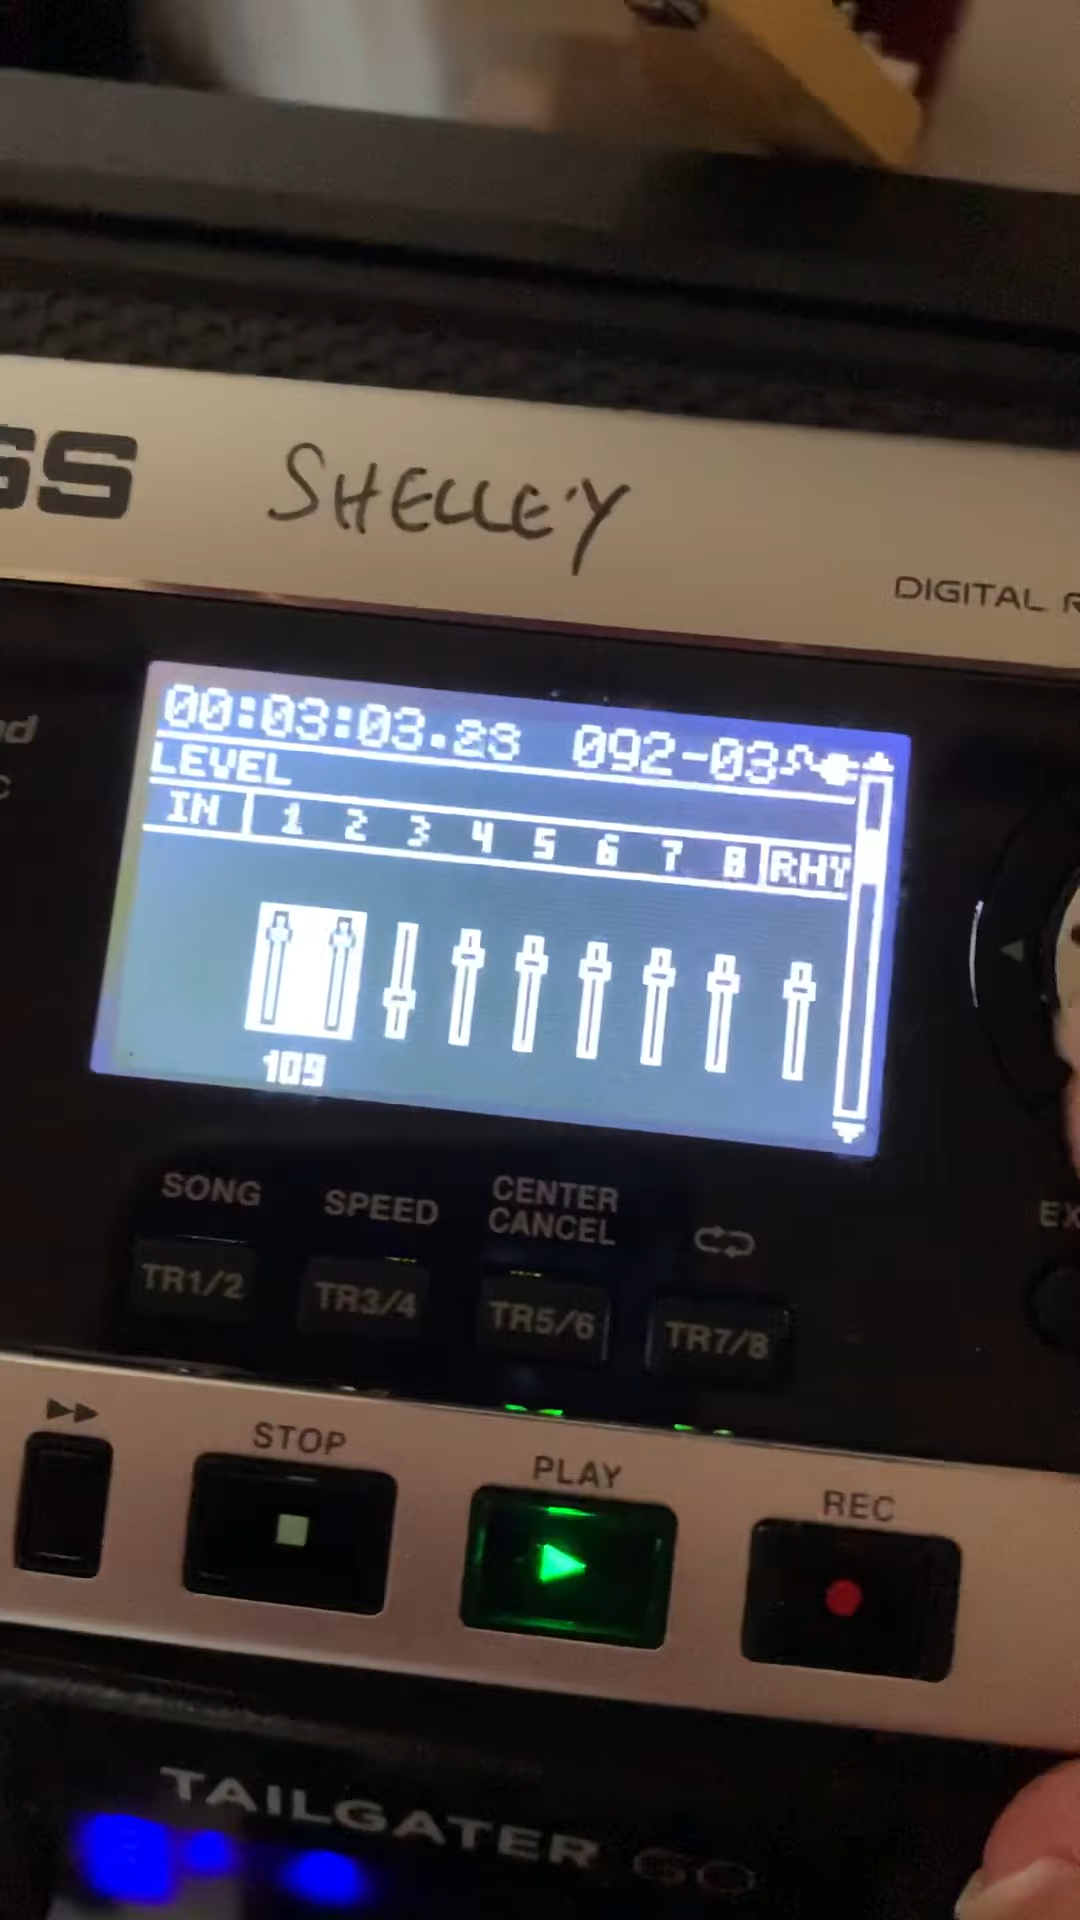 SS
SHELLEY
DIGITAL R
nd
C
00:03:03.23 092-03
LEVEL
IN 1 2 3 4 5 6 7 8 RHY
109
SONG SPEED CENTER CANCEL
EX
TR1/2 TR3/4 TR5/6 TR7/8
STOP PLAY REC
TAILGATER GO